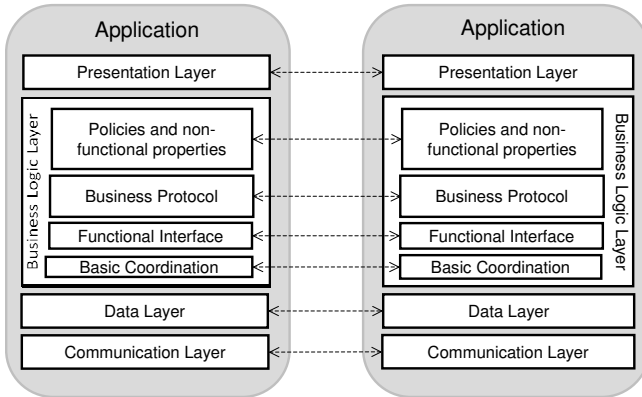 Application
Presentation Layer
Business Logic Layer
Policies and non-
functional properties
Business Protocol
Functional Interface
Basic Coordination
Data Layer
Communication Layer
Application
Presentation Layer
Policies and non-
functional properties
Business Protocol
Functional Interface
Basic Coordination
Business Logic Layer
Data Layer
Communication Layer